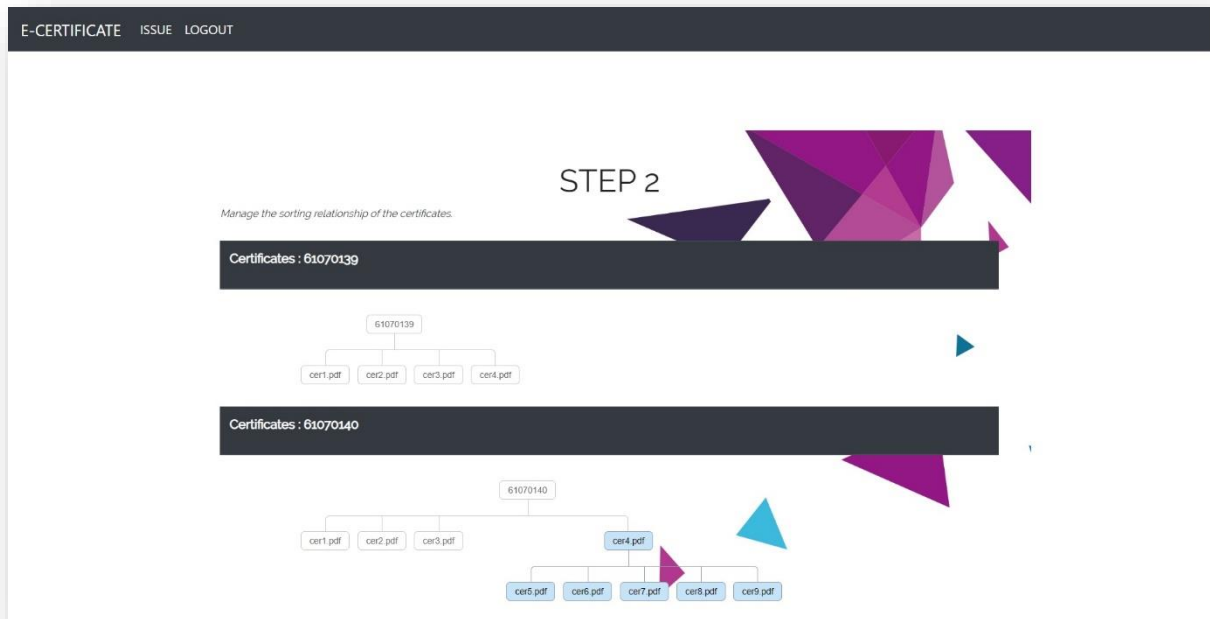 E-CERTIFICATE ISSUE LOGOUT
STEP 2
Manage the sorting relationship of the certificates.
Certificates : 61070139
61070139
cer1.pdf cer2.pdf cer3.pdf cer4.pdf
Certificates : 61070140
61070140
cer1.pdf cer2.pdf cer3.pdf cer4.pdf
cer5.pdf cer6.pdf cer7.pdf cer8.pdf cer9.pdf